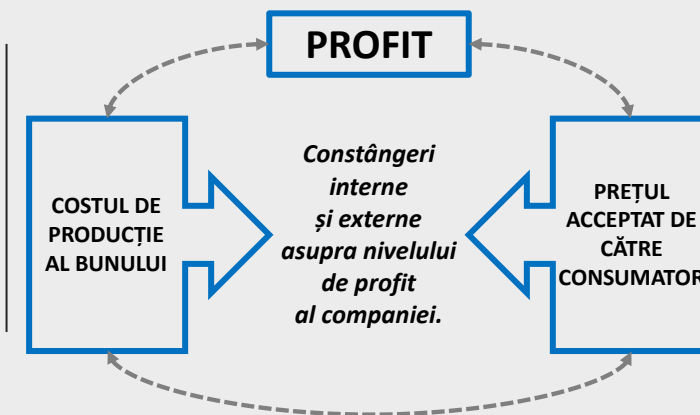 PROFIT
COSTUL DE
PRODUCȚIE
AL BUNULUI
Constângeri
interne
și externe
asupra nivelului
de profit
al companiei.
PREȚUL
ACCEPTAT DE
CĂTRE
CONSUMATOR